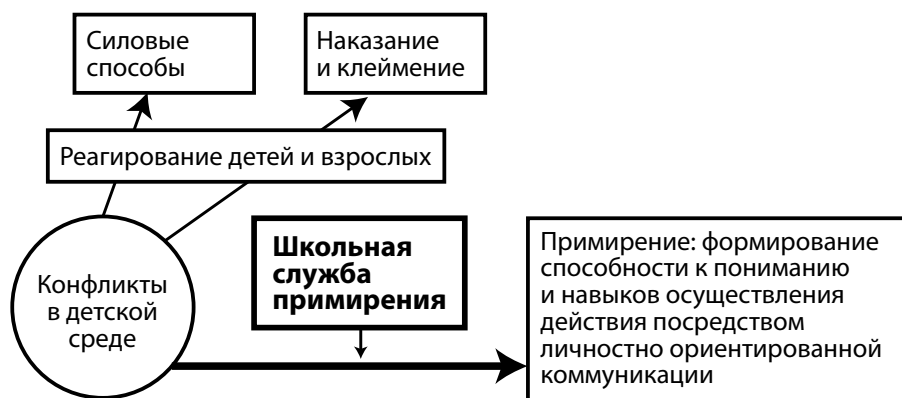 Силовые
способы
Наказание
и клеймение
Реагирование детей и взрослых
Конфликты
в детской
среде
Школьная
служба
примирения
Примирение: формирование
способности к пониманию
и навыков осуществления
действия посредством
личностно ориентированной
коммуникации